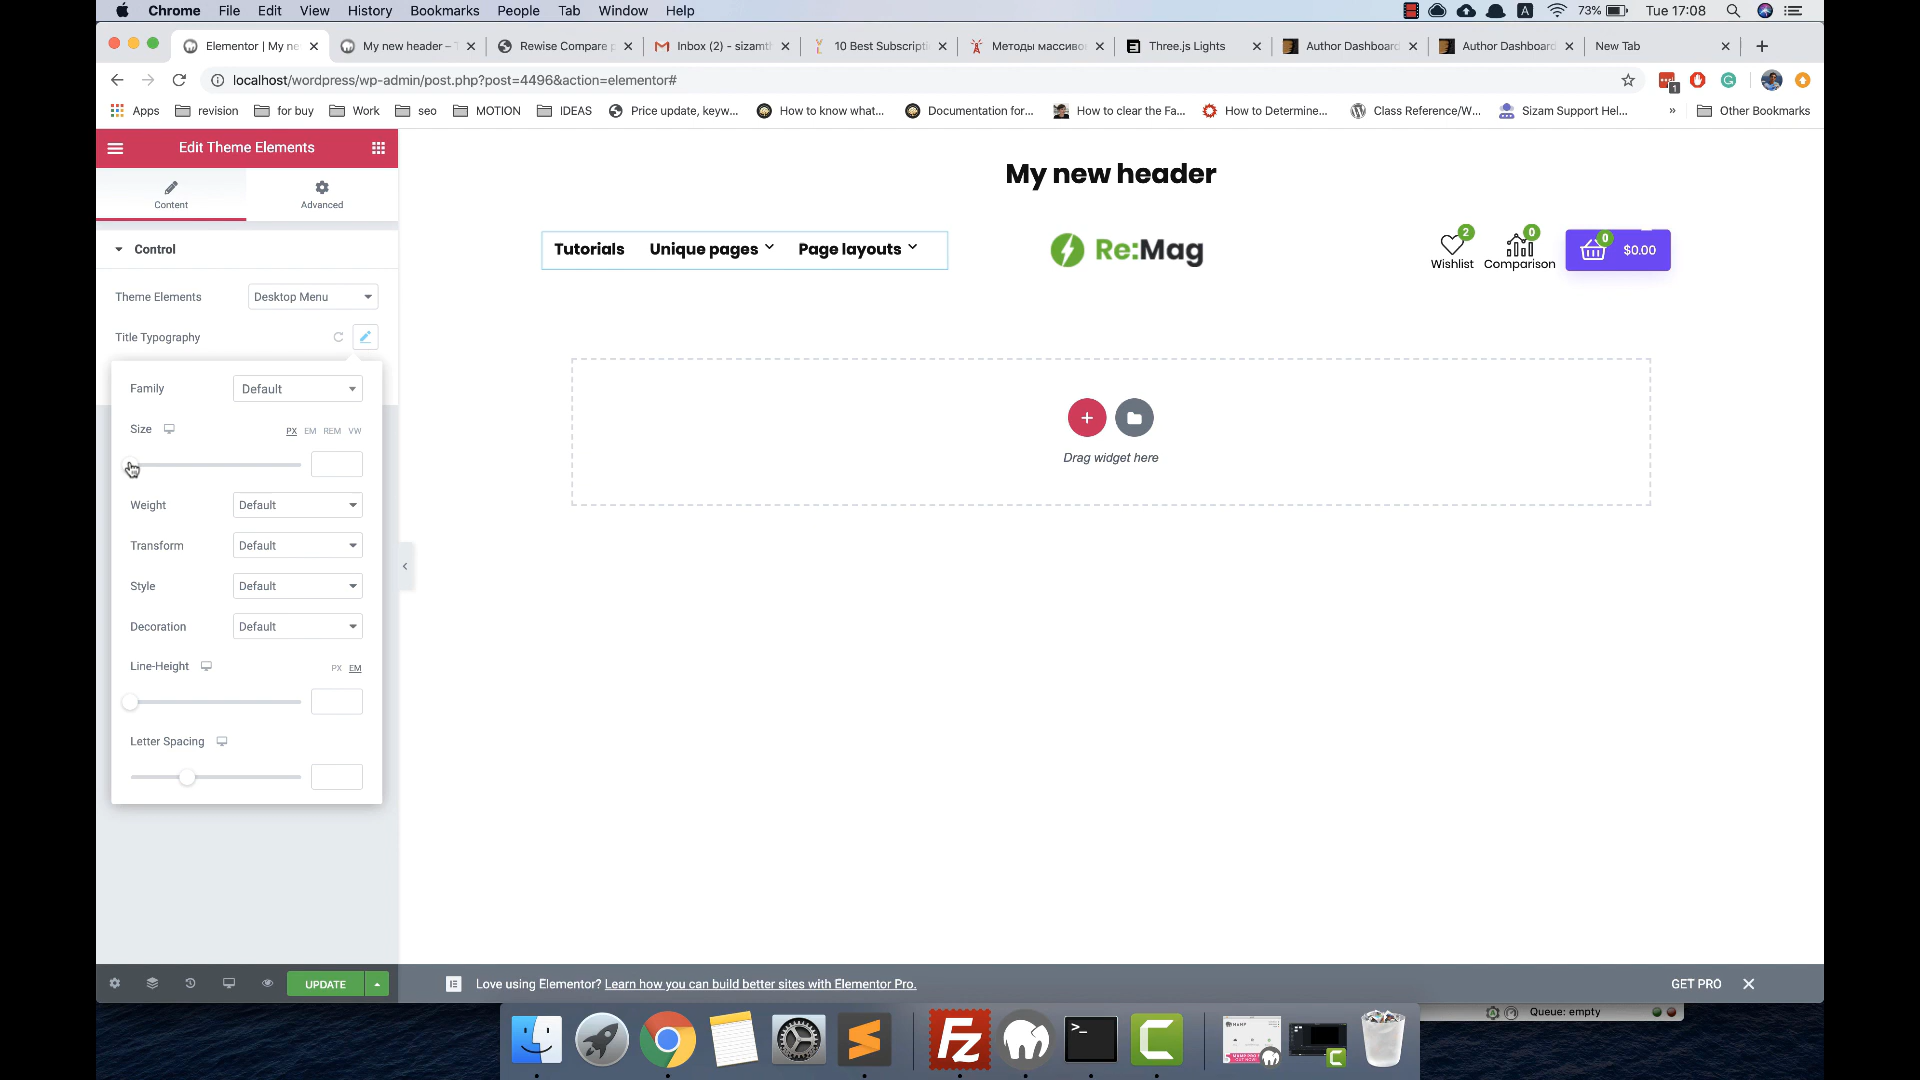 Chrome File Edit View History Bookmarks People Tab Window Help
A 73% Tue 17:08
Elementor | My ne
My new header – T
Rewise Compare p
Inbox (2) - sizamth
10 Best Subscripti
Методы массивов
Three.js Lights
Author Dashboard
Author Dashboard
New Tab
localhost/wordpress/wp-admin/post.php?post=4496&action=elementor#
1
Apps revision for buy Work seo MOTION IDEAS Price update, keyw... How to know what... Documentation for... How to clear the Fa... How to Determine... Class Reference/W... Sizam Support Hel... » Other Bookmarks
Edit Theme Elements
Content
Advanced
Control
Theme Elements
Desktop Menu
Title Typography
Family
Default
Size
PX EM REM VW
Weight
Default
Transform
Default
Style
Default
Decoration
Default
Line-Height
PX EM
Letter Spacing
UPDATE
My new header
Tutorials Unique pages Page layouts
Re:Mag
2
Wishlist
0
Comparison
0
$0.00
Drag widget here
Love using Elementor? Learn how you can build better sites with Elementor Pro.
GET PRO
Queue: empty